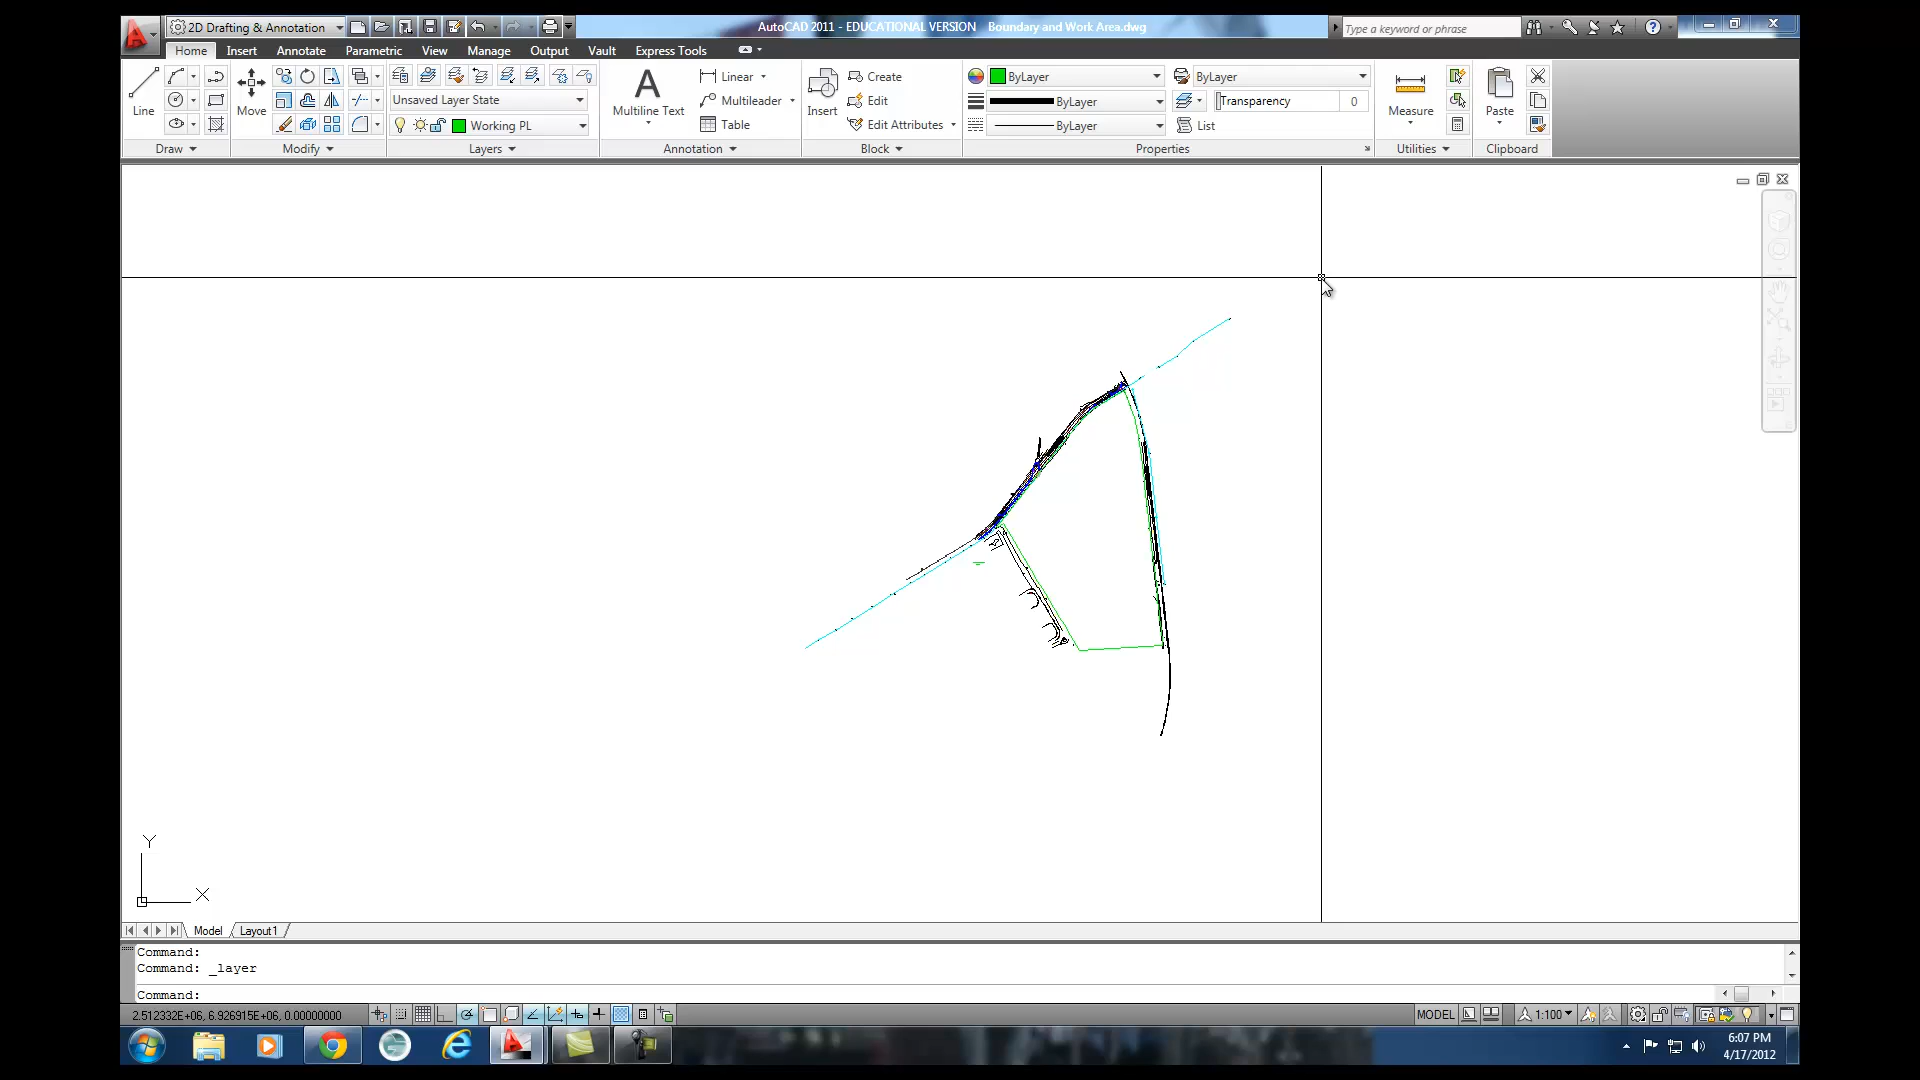 2D Drafting & Annotation
AutoCAD 2011 - EDUCATIONAL VERSION Boundary and Work Area.dwg
Type a keyword or phrase
Home Insert Annotate Parametric View Manage Output Vault Express Tools
Line
Move
Unsaved Layer State
Working PL
Multiline Text
Linear
Multileader
Table
Insert
Create
Edit
Edit Attributes
ByLayer
ByLayer
ByLayer
ByLayer
Transparency 0
List
Measure
Paste
Draw Modify Layers Annotation Block Properties Utilities Clipboard
Y
X
Model Layout1
Command:
Command: _layer
Command:
2.512332E+06, 6.926915E+06, 0.00000000
MODEL
1:100
6:07 PM
4/17/2012